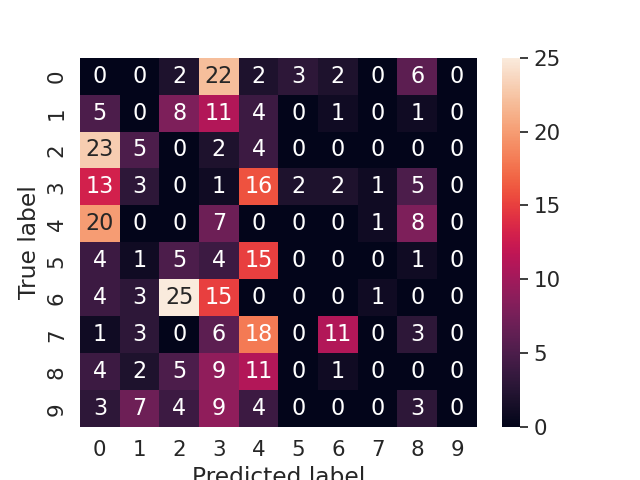 0 0 0 2 22 2 3 2 0 6 0
1 5 0 8 11 4 0 1 0 1 0
2 23 5 0 2 4 0 0 0 0 0
3 13 3 0 1 16 2 2 1 5 0
4 20 0 0 7 0 0 0 1 8 0
5 4 1 5 4 15 0 0 0 1 0
6 4 3 25 15 0 0 0 1 0 0
7 1 3 0 6 18 0 11 0 3 0
8 4 2 5 9 11 0 1 0 0 0
9 3 7 4 9 4 0 0 0 3 0
0 1 2 3 4 5 6 7 8 9
True label
Predicted label
25
20
15
10
5
0